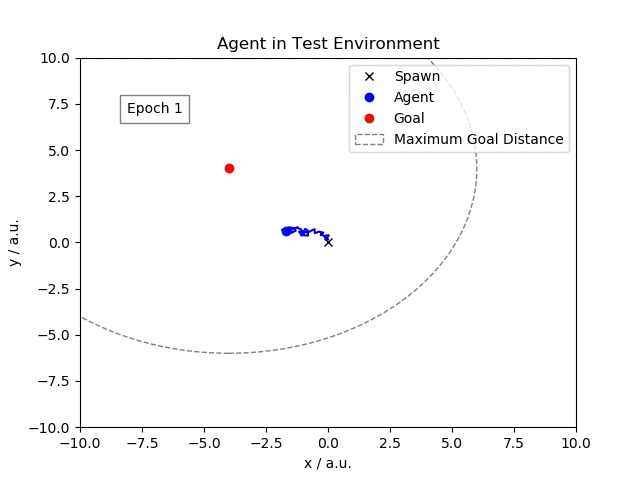 Agent in Test Environment
10.0
7.5
5.0
2.5
0.0
−2.5
−5.0
−7.5
−10.0
y / a.u.
Epoch 1
Spawn
Agent
Goal
Maximum Goal Distance
−10.0 −7.5 −5.0 −2.5 0.0 2.5 5.0 7.5 10.0
x / a.u.